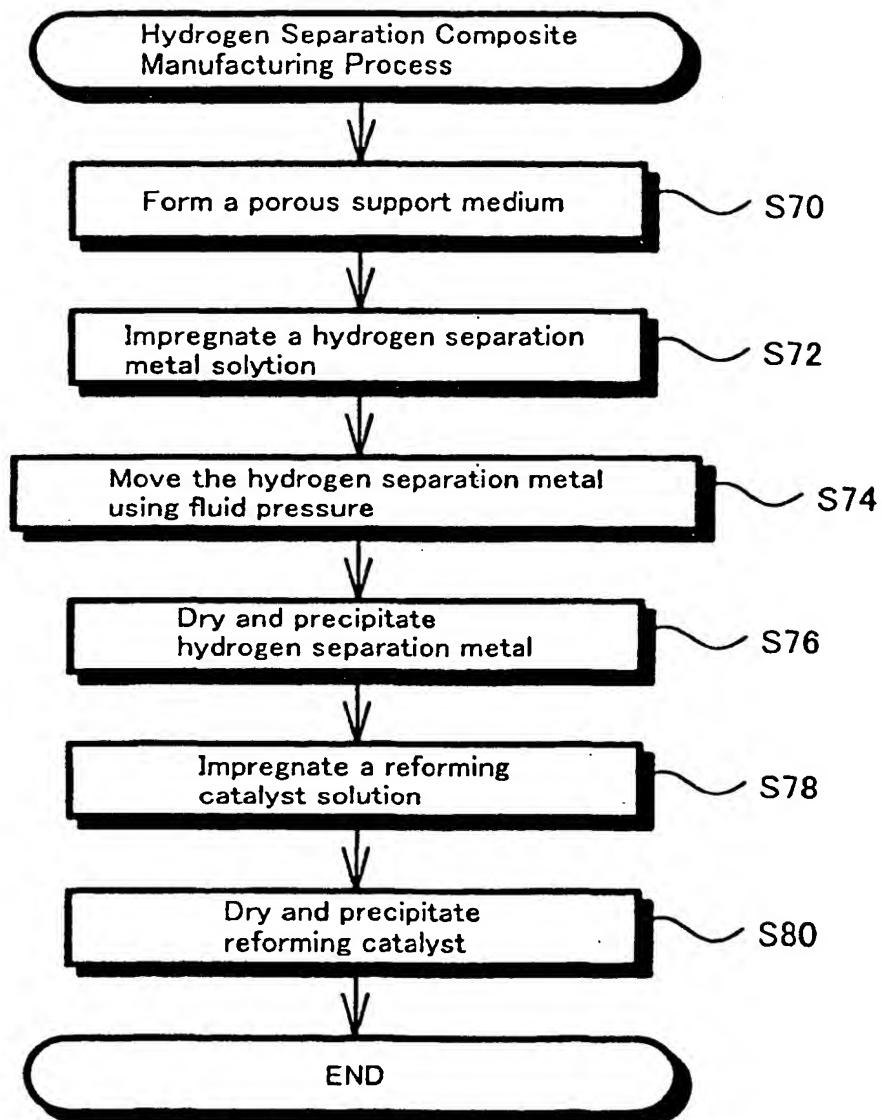 Hydrogen Separation Composite
Manufacturing Process
Form a porous support medium
S70
Impregnate a hydrogen separation
metal solytion
S72
Move the hydrogen separation metal
using fluid pressure
S74
Dry and precipitate
hydrogen separation metal
S76
Impregnate a reforming
catalyst solution
S78
Dry and precipitate
reforming catalyst
S80
END